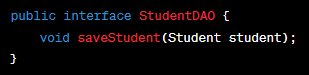 public interface StudentDAO {
    void saveStudent(Student student);
}